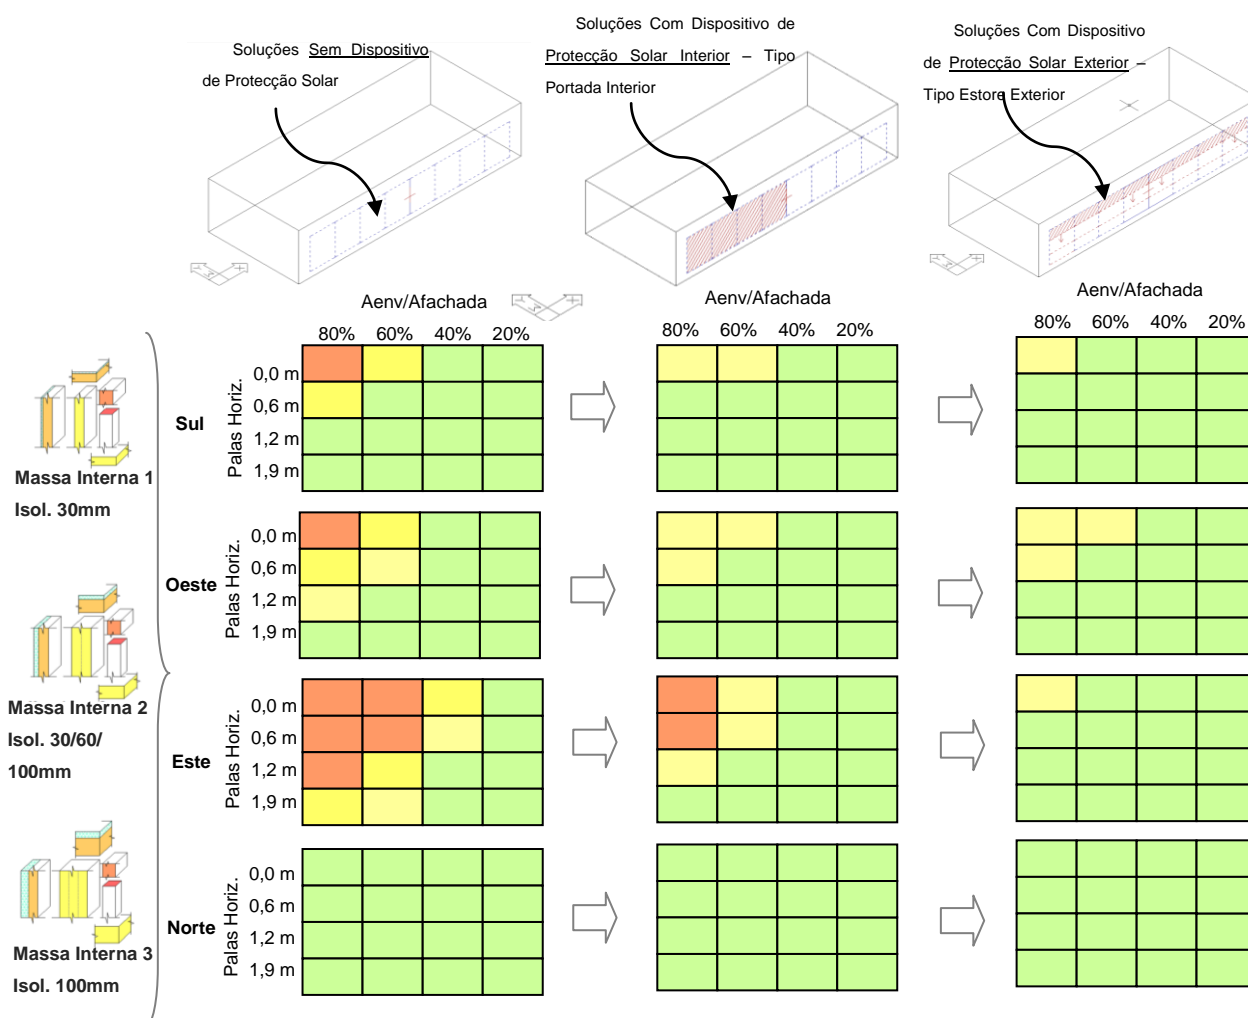 Soluções Sem Dispositivo
de Protecção Solar
Soluções Com Dispositivo de
Protecção Solar Interior – Tipo
Portada Interior
Soluções Com Dispositivo
de Protecção Solar Exterior –
Tipo Estore Exterior
Aenv/Afachada
Aenv/Afachada
Aenv/Afachada
80% 60% 40% 20%
80% 60% 40% 20%
80% 60% 40% 20%
Massa Interna 1
Isol. 30mm
Massa Interna 2
Isol. 30/60/
100mm
Massa Interna 3
Isol. 100mm
Sul
Palas Horiz.
0,0 m
0,6 m
1,2 m
1,9 m
Oeste
Palas Horiz.
0,0 m
0,6 m
1,2 m
1,9 m
Este
Palas Horiz.
0,0 m
0,6 m
1,2 m
1,9 m
Norte
Palas Horiz.
0,0 m
0,6 m
1,2 m
1,9 m